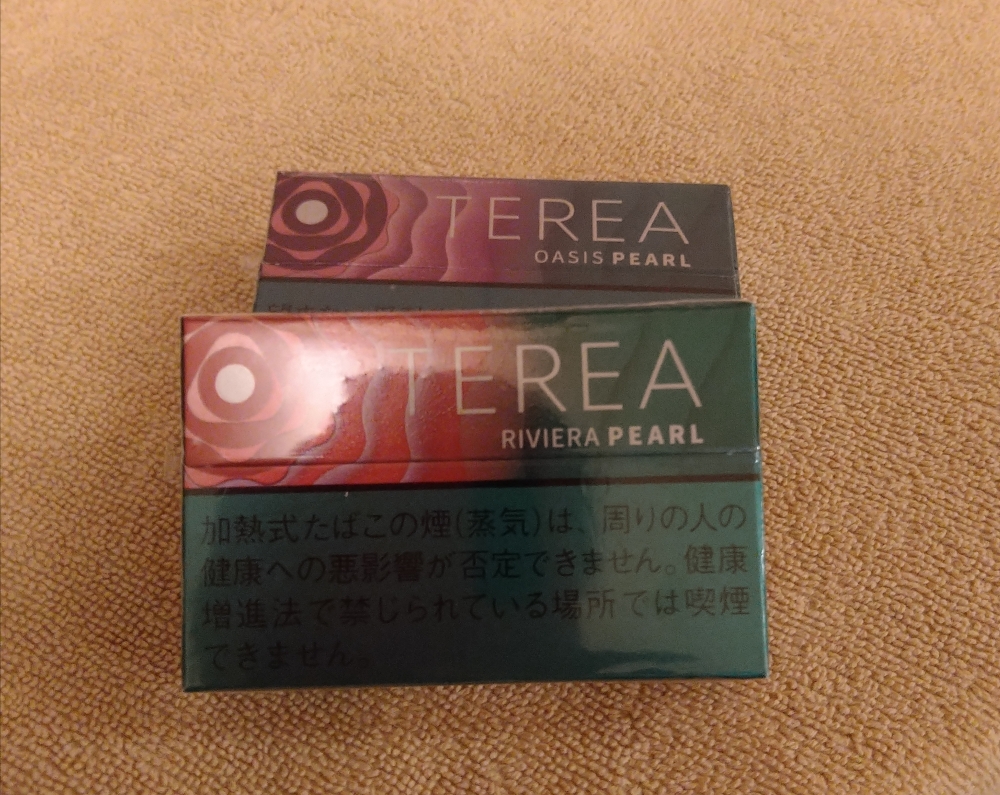 TEREA
OASIS PEARL
TEREA
RIVIERA PEARL
加熱式たばこの煙(蒸気)は、周りの人の
健康への悪影響が否定できません。健康
増進法で禁じられている場所では喫煙
できません。